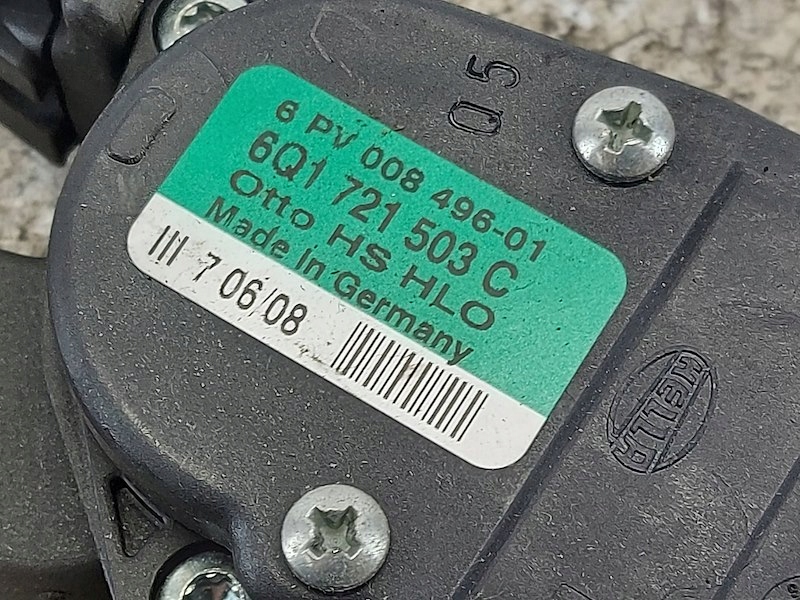 Q5
6 PV 008 496-01
6Q1 721 503 C
Otto HS HLO
Made in Germany
III 7 06/08
HELLA